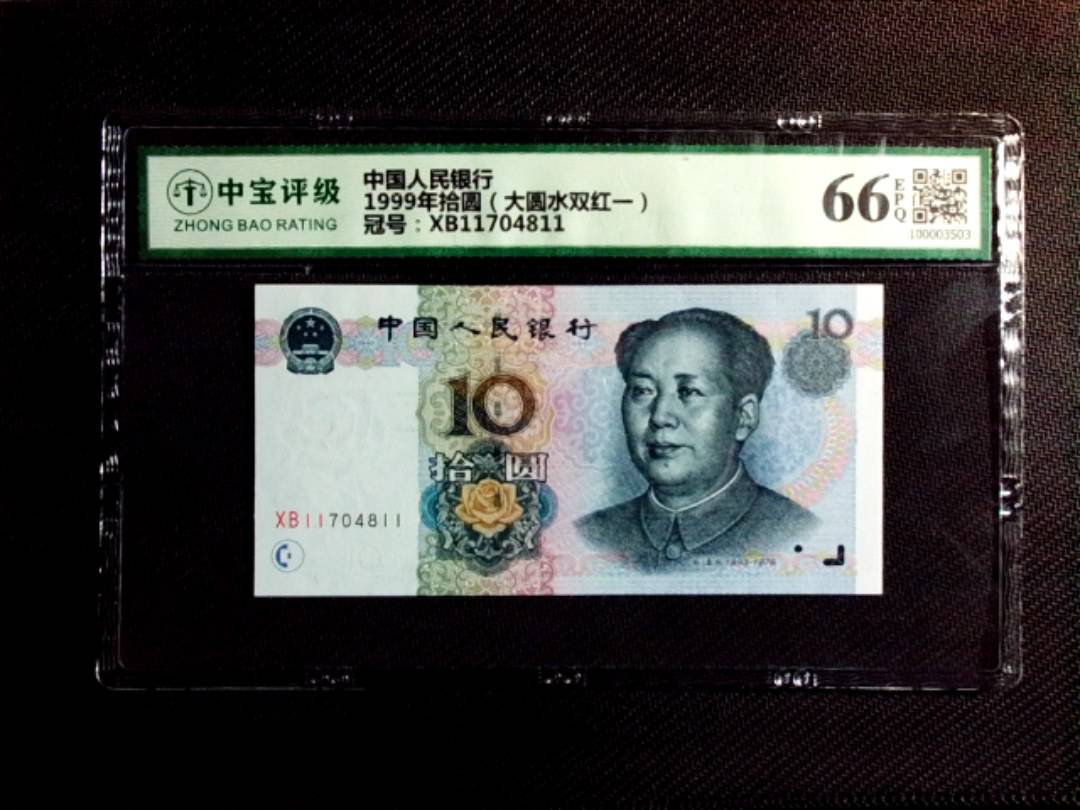 中宝评级
ZHONG BAO RATING
中国人民银行
1999年拾圆（大圆水双红一）
冠号：XB11704811
66
EPQ
100003503
中国人民银行
10
10
拾圆
XB11704811
1893-1976